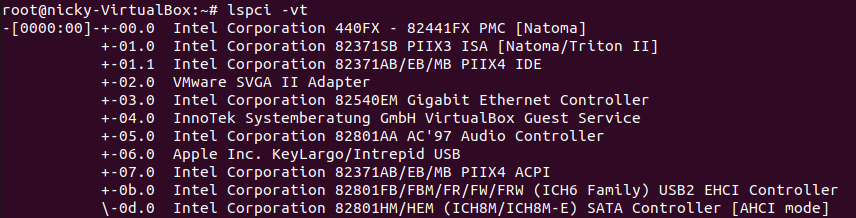 root@nicky-VirtualBox:~# lspci -vt
-[0000:00]-+-00.0  Intel Corporation 440FX - 82441FX PMC [Natoma]
           +-01.0  Intel Corporation 82371SB PIIX3 ISA [Natoma/Triton II]
           +-01.1  Intel Corporation 82371AB/EB/MB PIIX4 IDE
           +-02.0  VMware SVGA II Adapter
           +-03.0  Intel Corporation 82540EM Gigabit Ethernet Controller
           +-04.0  InnoTek Systemberatung GmbH VirtualBox Guest Service
           +-05.0  Intel Corporation 82801AA AC'97 Audio Controller
           +-06.0  Apple Inc. KeyLargo/Intrepid USB
           +-07.0  Intel Corporation 82371AB/EB/MB PIIX4 ACPI
           +-0b.0  Intel Corporation 82801FB/FBM/FR/FW/FRW (ICH6 Family) USB2 EHCI Controller
           \-0d.0  Intel Corporation 82801HM/HEM (ICH8M/ICH8M-E) SATA Controller [AHCI mode]